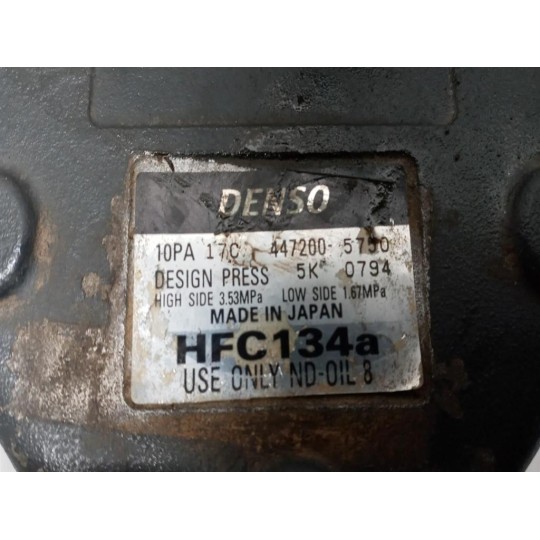 DENSO
10PA 17C 447200-
DESIGN PRESS 5K 0794
HIGH SIDE 3.53MPa LOW SIDE 1.67MPa
MADE IN JAPAN
HFC134a
USE ONLY ND-OIL 8